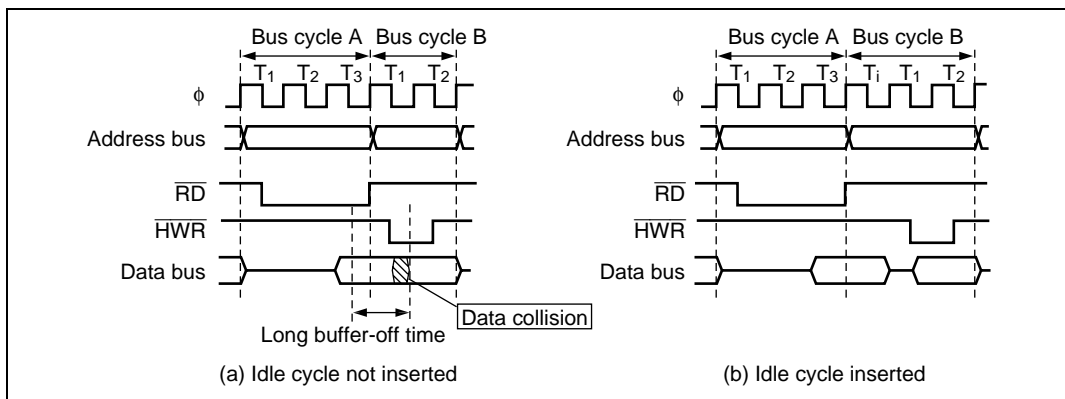 Bus cycle A Bus cycle B
T1 T2 T3 T1 T2
ϕ
Address bus
RD
HWR
Data bus
Data collision
Long buffer-off time
(a) Idle cycle not inserted
Bus cycle A Bus cycle B
T1 T2 T3 Ti T1 T2
ϕ
Address bus
RD
HWR
Data bus
(b) Idle cycle inserted